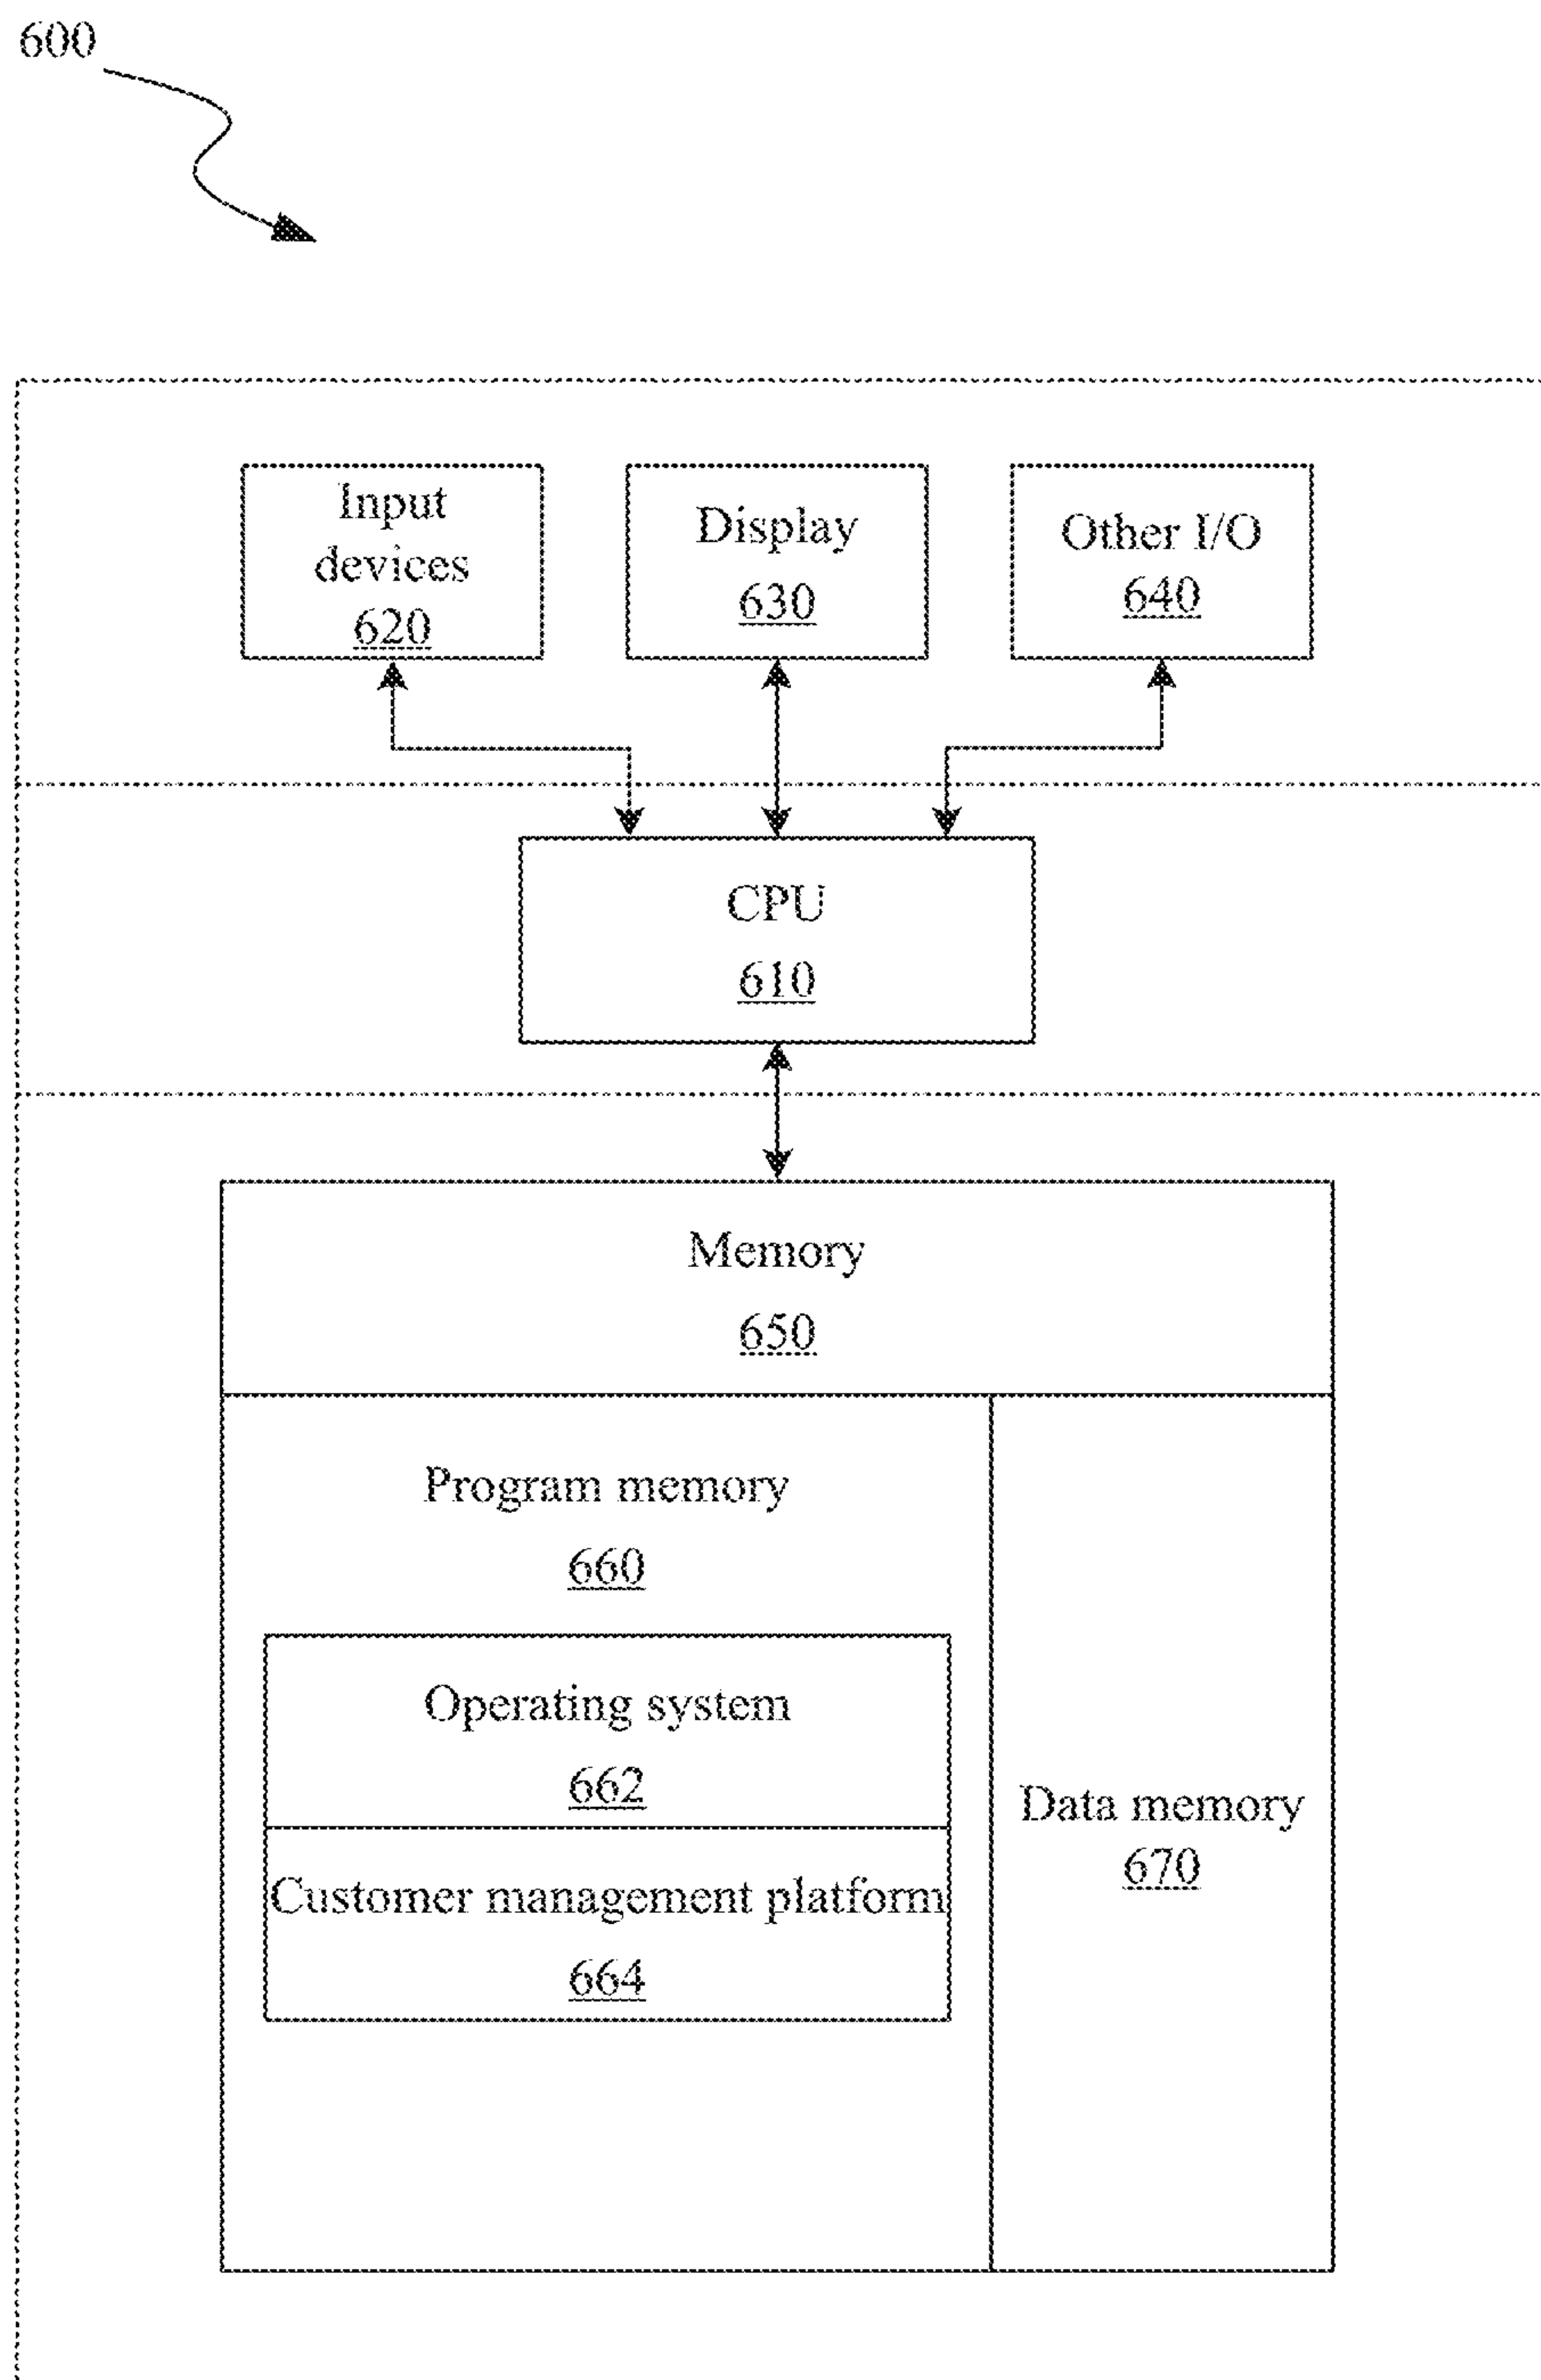 600
Input
devices
620
Display
630
Other I/O
640
CPU
610
Memory
650
Program memory
660
Operating system
662
Customer management platform
664
Data memory
670